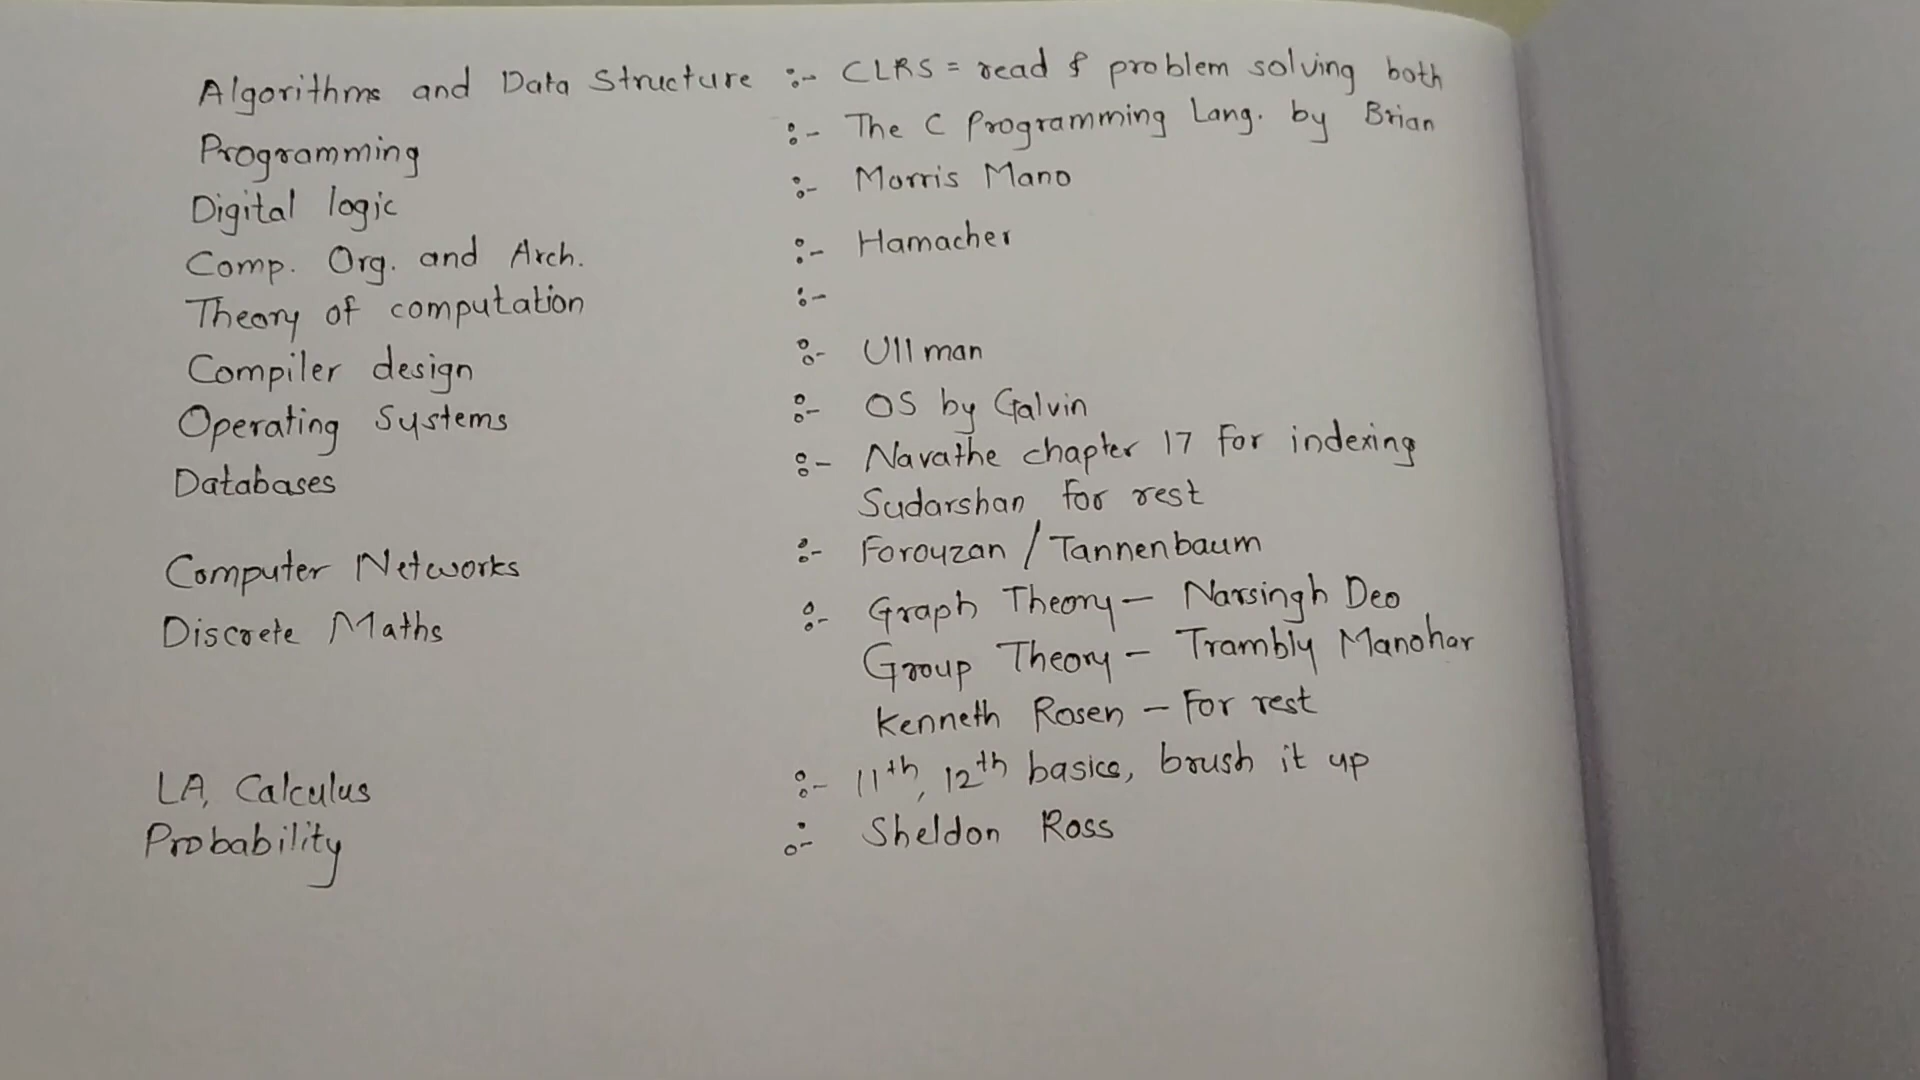 Algorithms and Data Structure :- CLRS = read & problem solving both
Programming :- The C Programming Lang. by Brian
Digital logic :- Morris Mano
Comp. Org. and Arch. :- Hamacher
Theory of computation :-
Compiler design :- Ullman
Operating Systems :- OS by Galvin
Databases :- Navathe chapter 17 for indexing
Sudarshan for rest
Computer Networks :- Forouzan / Tannenbaum
Discrete Maths :- Graph Theory - Narsingh Deo
Group Theory - Trambly Manohar
Kenneth Rosen - For rest
LA, Calculus :- 11th, 12th basics, brush it up
Probability :- Sheldon Ross